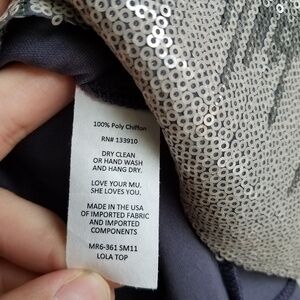 100% Poly Chiffon
RN# 133910
DRY CLEAN
OR HAND WASH
AND HANG DRY.
LOVE YOUR MU.
SHE LOVES YOU.
MADE IN THE USA
OF IMPORTED FABRIC
AND IMPORTED
COMPONENTS
MR6-361 SM11
LOLA TOP